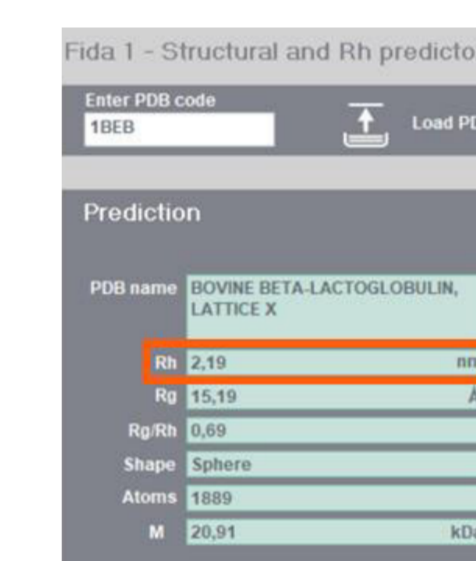 Fida 1 - Structural and Rh predicto
Enter PDB code
1BEB
Load PD
Prediction
PDB name BOVINE BETA-LACTOGLOBULIN,
LATTICE X
Rh 2,19 nm
Rg 15,19 Å
Rg/Rh 0,69
Shape Sphere
Atoms 1889
M 20,91 kDa